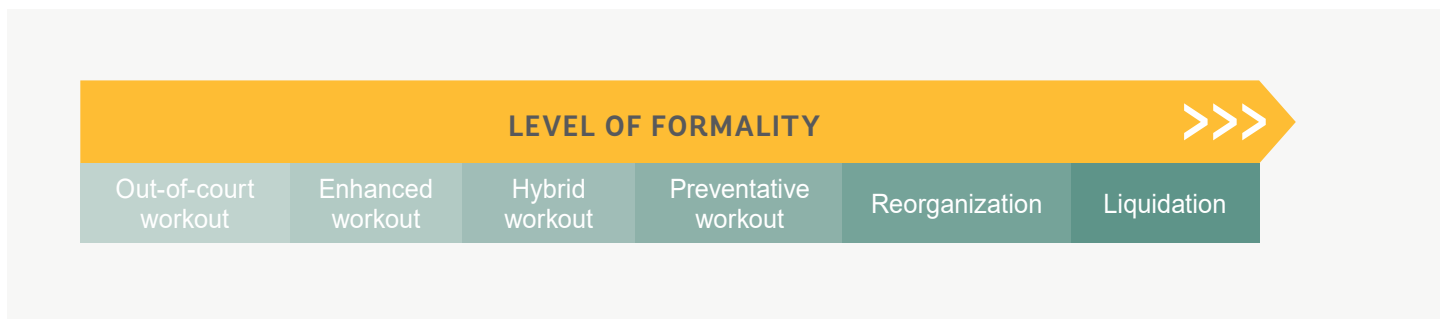 LEVEL OF FORMALITY >>>
Out-of-court
workout
Enhanced
workout
Hybrid
workout
Preventative
workout
Reorganization
Liquidation